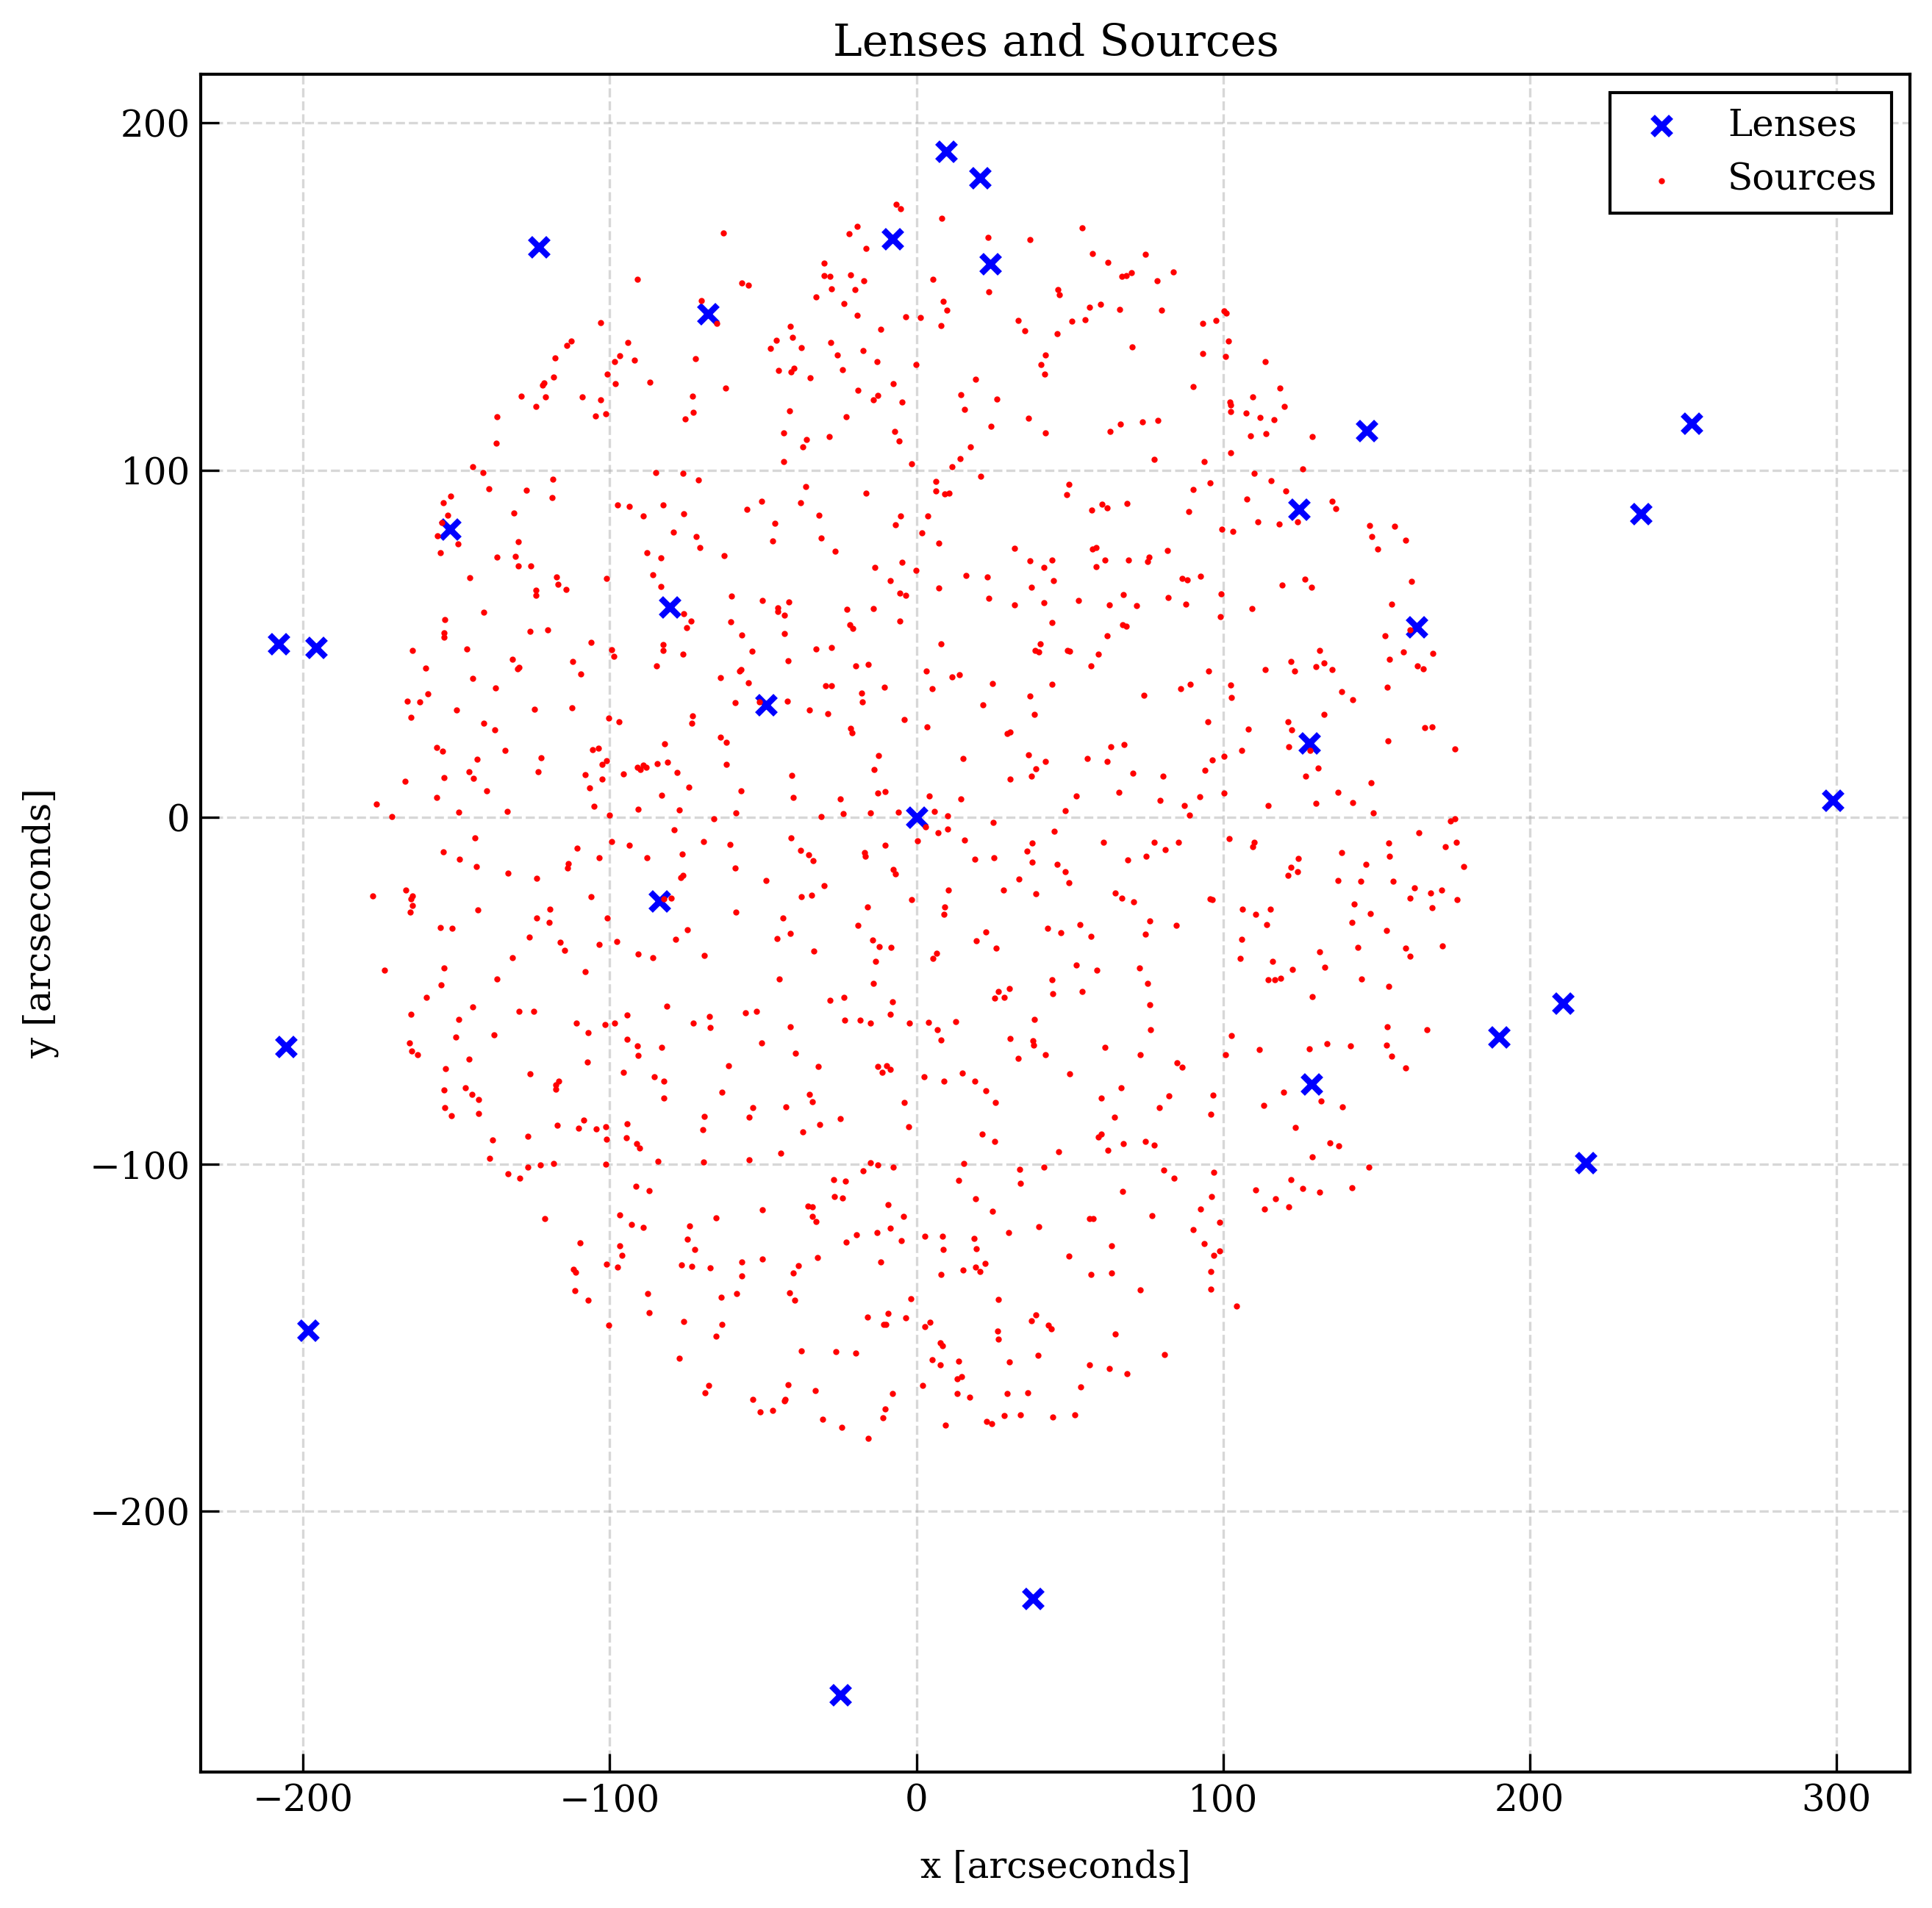 Lenses and Sources
Lenses
Sources
200
100
0
−100
−200
y [arcseconds]
−200 −100 0 100 200 300
x [arcseconds]